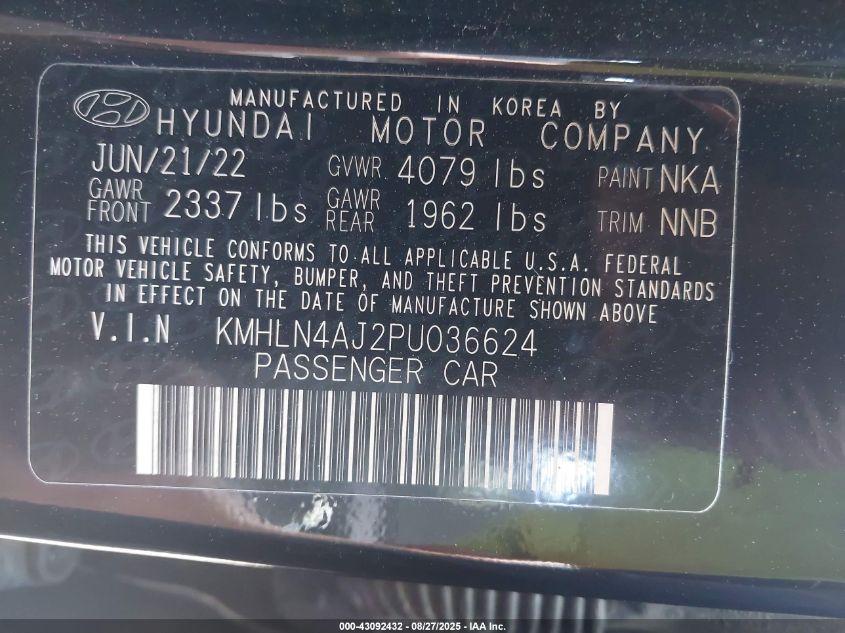 MANUFACTURED IN KOREA BY
HYUNDAI MOTOR COMPANY
JUN/21/22 GVWR 4079 lbs PAINT NKA
GAWR FRONT 2337 lbs GAWR REAR 1962 lbs TRIM NNB
THIS VEHICLE CONFORMS TO ALL APPLICABLE U.S.A. FEDERAL
MOTOR VEHICLE SAFETY, BUMPER, AND THEFT PREVENTION STANDARDS
IN EFFECT ON THE DATE OF MANUFACTURE SHOWN ABOVE
V.I.N KMHLN4AJ2PU036624
PASSENGER CAR
000-43092432 - 08/27/2025 - IAA Inc.